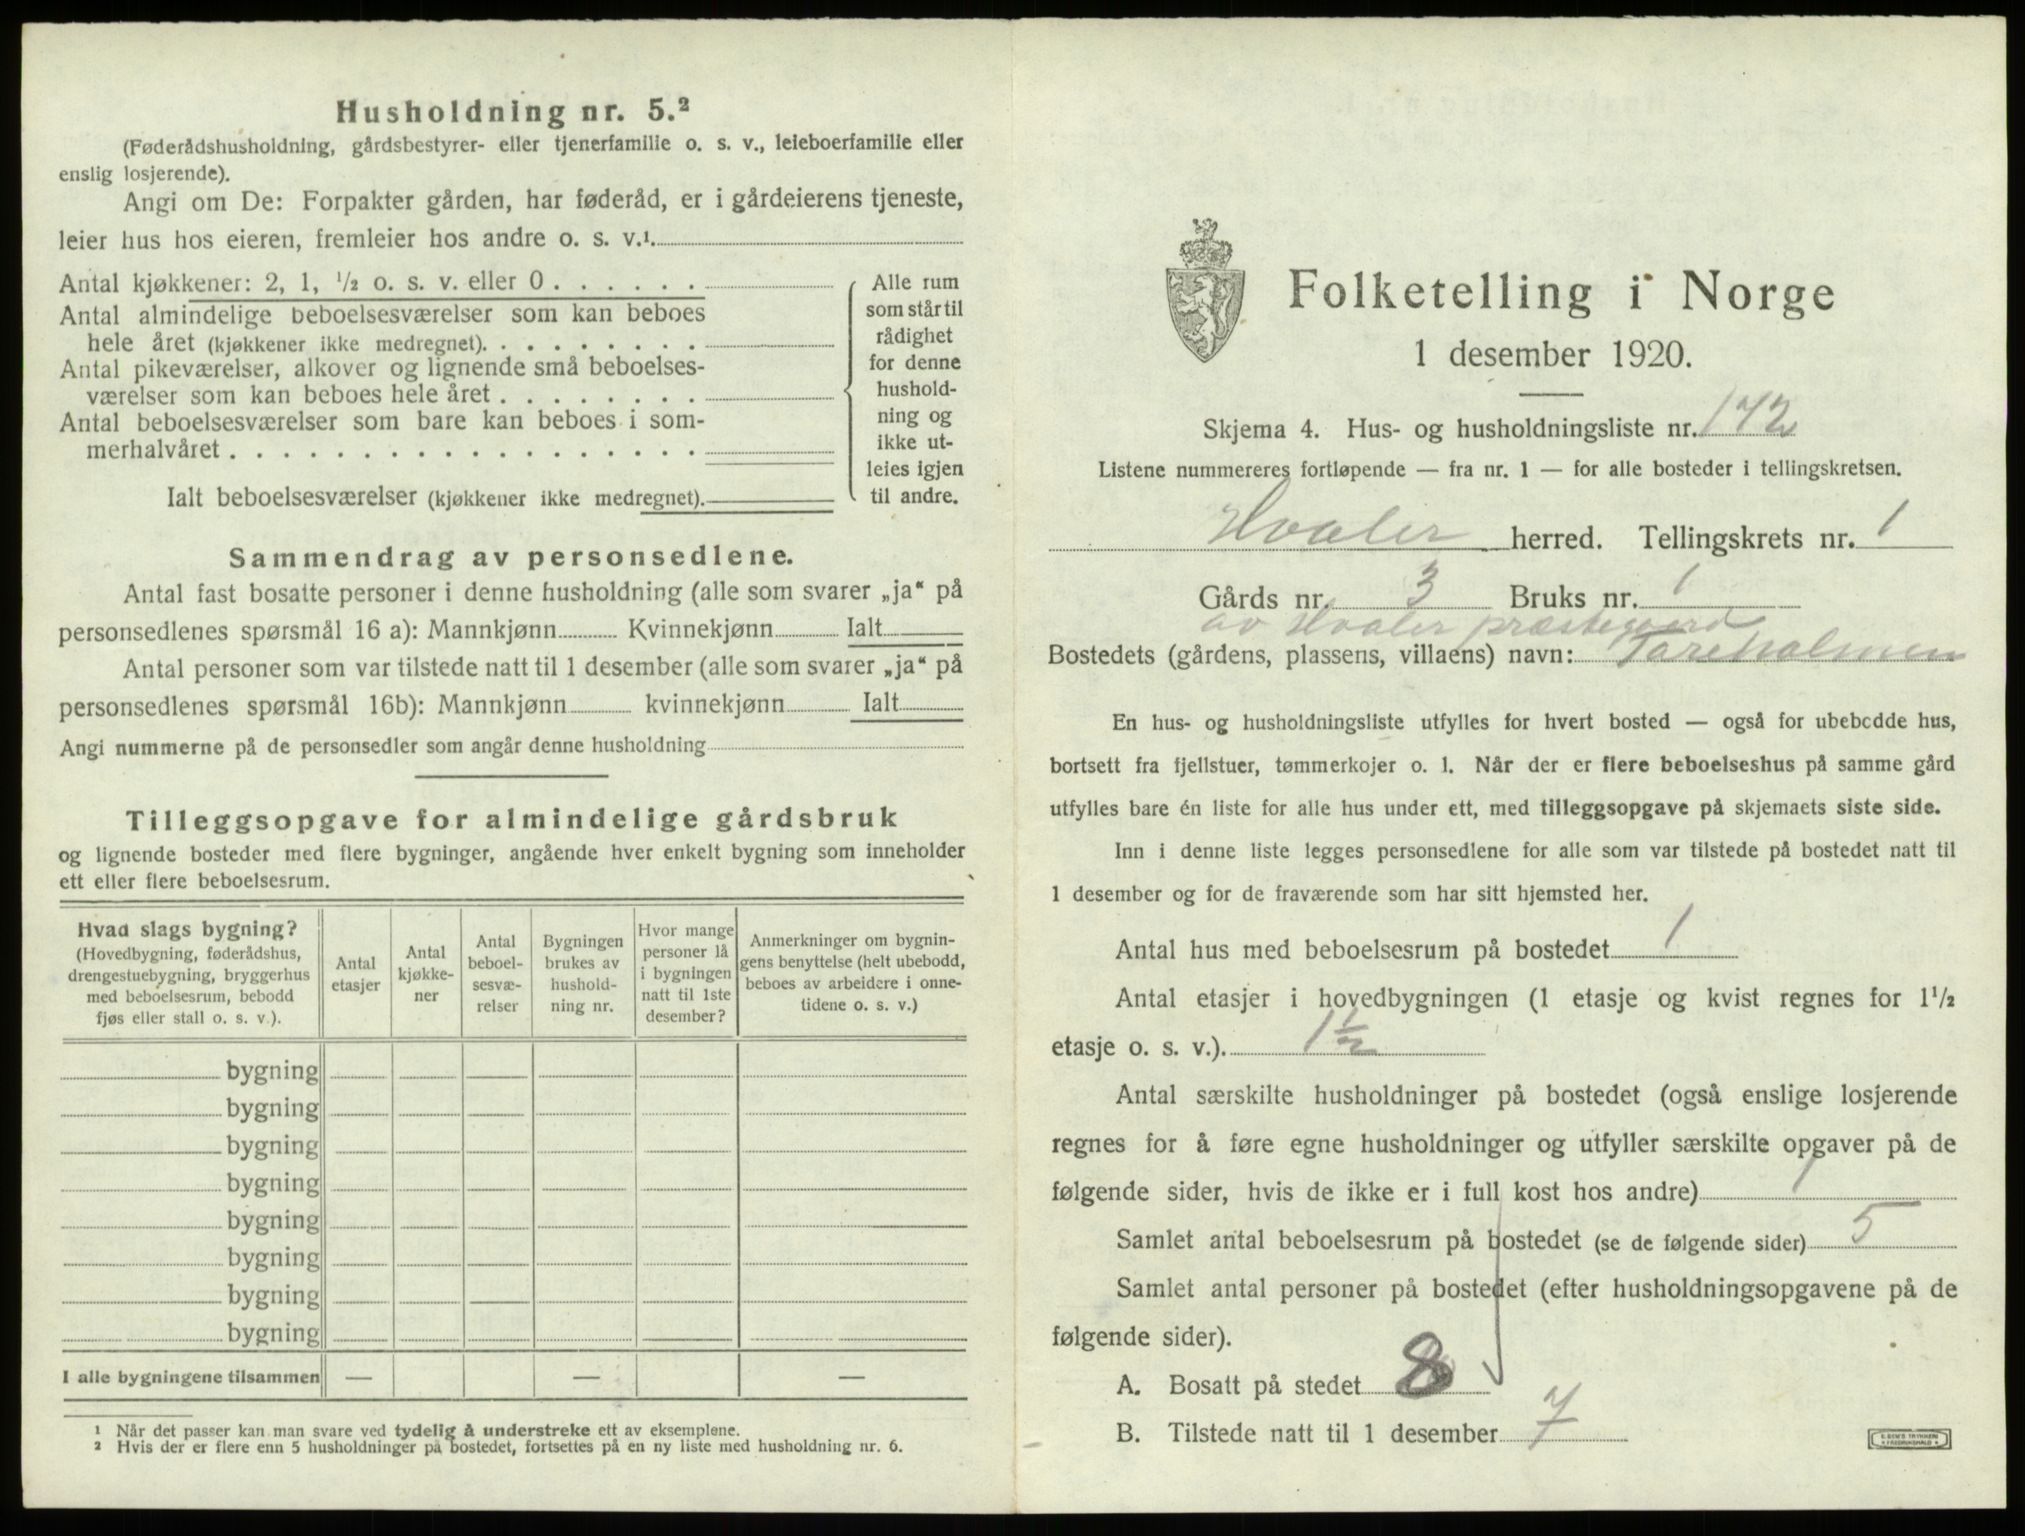 Husholdning nr. 5.²
(Føderådshusholdning, gårdsbestyrer- eller tjenerfamilie o. s. v., leieboerfamilie eller
enslig losjerende).
Angi om De: Forpakter gården, har føderåd, er i gårdeierens tjeneste,
leier hus hos eieren, fremleier hos andre o. s. v.¹
Antal kjøkkener: 2, 1, ½ o. s. v. eller 0
Antal almindelige beboelsesværelser som kan beboes
hele året (kjøkkener ikke medregnet).
Antal pikeværelser, alkover og lignende små beboelses-
værelser som kan beboes hele året
Antal beboelsesværelser som bare kan beboes i som-
merhalvåret
Ialt beboelsesværelser (kjøkkener ikke medregnet).
Alle rum
som står til
rådighet
for denne
hushold-
ning og
ikke ut-
leies igjen
til andre.
Sammendrag av personsedlene.
Antal fast bosatte personer i denne husholdning (alle som svarer „ja“ på
personsedlenes spørsmål 16 a): Mannkjønn Kvinnekjønn Ialt
Antal personer som var tilstede natt til 1 desember (alle som svarer „ja“ på
personsedlenes spørsmål 16b): Mannkjønn kvinnekjønn Ialt
Angi nummerne på de personsedler som angår denne husholdning
Tilleggsopgave for almindelige gårdsbruk
og lignende bosteder med flere bygninger, angående hver enkelt bygning som inneholder
ett eller flere beboelsesrum.
Hvad slags bygning?
(Hovedbygning, føderådshus,
drengestuebygning, bryggerhus
med beboelsesrum, bebodd
fjøs eller stall o. s. v.).
Antal
etasjer
Antal
kjøkke-
ner
Antal
beboel-
sesvæ-
relser
Bygningen
brukes av
hushold-
ning nr.
Hvor mange
personer lå
i bygningen
natt til 1ste
desember?
Anmerkninger om bygnin-
gens benyttelse (helt ubebodd,
beboes av arbeidere i onne-
tidene o. s. v.)
bygning
bygning
bygning
bygning
bygning
bygning
bygning
bygning
I alle bygningene tilsammen — — —
¹ Når det passer kan man svare ved tydelig å understreke ett av eksemplene.
² Hvis der er flere enn 5 husholdninger på bostedet, fortsettes på en ny liste med husholdning nr. 6.
Folketelling i Norge
1 desember 1920.
Skjema 4. Hus- og husholdningsliste nr. 172
Listene nummereres fortløpende — fra nr. 1 — for alle bosteder i tellingskretsen.
Hvaler herred. Tellingskrets nr. 1
Gårds nr. 3 Bruks nr. 1
av Hvaler præstegaard
Bostedets (gårdens, plassens, villaens) navn: Tareholmen
En hus- og husholdningsliste utfylles for hvert bosted — også for ubebodde hus,
bortsett fra fjellstuer, tømmerkojer o. l. Når der er flere beboelseshus på samme gård
utfylles bare én liste for alle hus under ett, med tilleggsopgave på skjemaets siste side.
Inn i denne liste legges personsedlene for alle som var tilstede på bostedet natt til
1 desember og for de fraværende som har sitt hjemsted her.
Antal hus med beboelsesrum på bostedet 1
Antal etasjer i hovedbygningen (1 etasje og kvist regnes for 1½
etasje o. s. v.). 1½
Antal særskilte husholdninger på bostedet (også enslige losjerende
regnes for å føre egne husholdninger og utfyller særskilte opgaver på de
følgende sider, hvis de ikke er i full kost hos andre) 1
Samlet antal beboelsesrum på bostedet (se de følgende sider) 5
Samlet antal personer på bostedet (efter husholdningsopgavene på de
følgende sider).
A. Bosatt på stedet 8
B. Tilstede natt til 1 desember 7